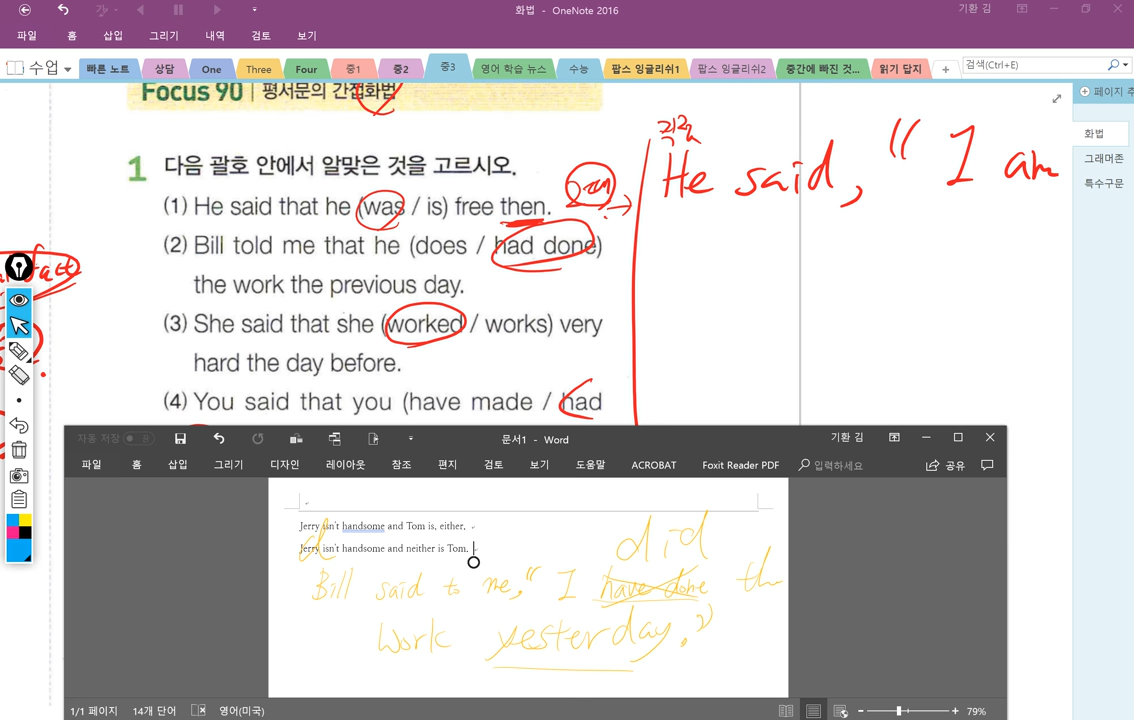 화법 - OneNote 2016
기환 김
파일 홈 삽입 그리기 내역 검토 보기
수업 빠른 노트 상담 One Three Four 중1 중2 중3 영어 학습 뉴스 수능 팝스 잉글리쉬1 팝스 잉글리쉬2 중간에 빠진 것... 읽기 답지 + 검색(Ctrl+E)
페이지 추
화법
그래머존
특수구문
Focus 90 | 평서문의 간접화법
1 다음 괄호 안에서 알맞은 것을 고르시오.
(1) He said that he (was / is) free then.
(2) Bill told me that he (does / had done)
the work the previous day.
(3) She said that she (worked / works) very
hard the day before.
(4) You said that you (have made / had
He said, “ I am
자동 저장 문서1 - Word 기환 김
파일 홈 삽입 그리기 디자인 레이아웃 참조 편지 검토 보기 도움말 ACROBAT Foxit Reader PDF 입력하세요 공유
Jerry isn't handsome and Tom is, either.
Jerry isn't handsome and neither is Tom.
d did
Bill said to me, “ I have done the
work yesterday.”
1/1 페이지 14개 단어 영어(미국) 79%